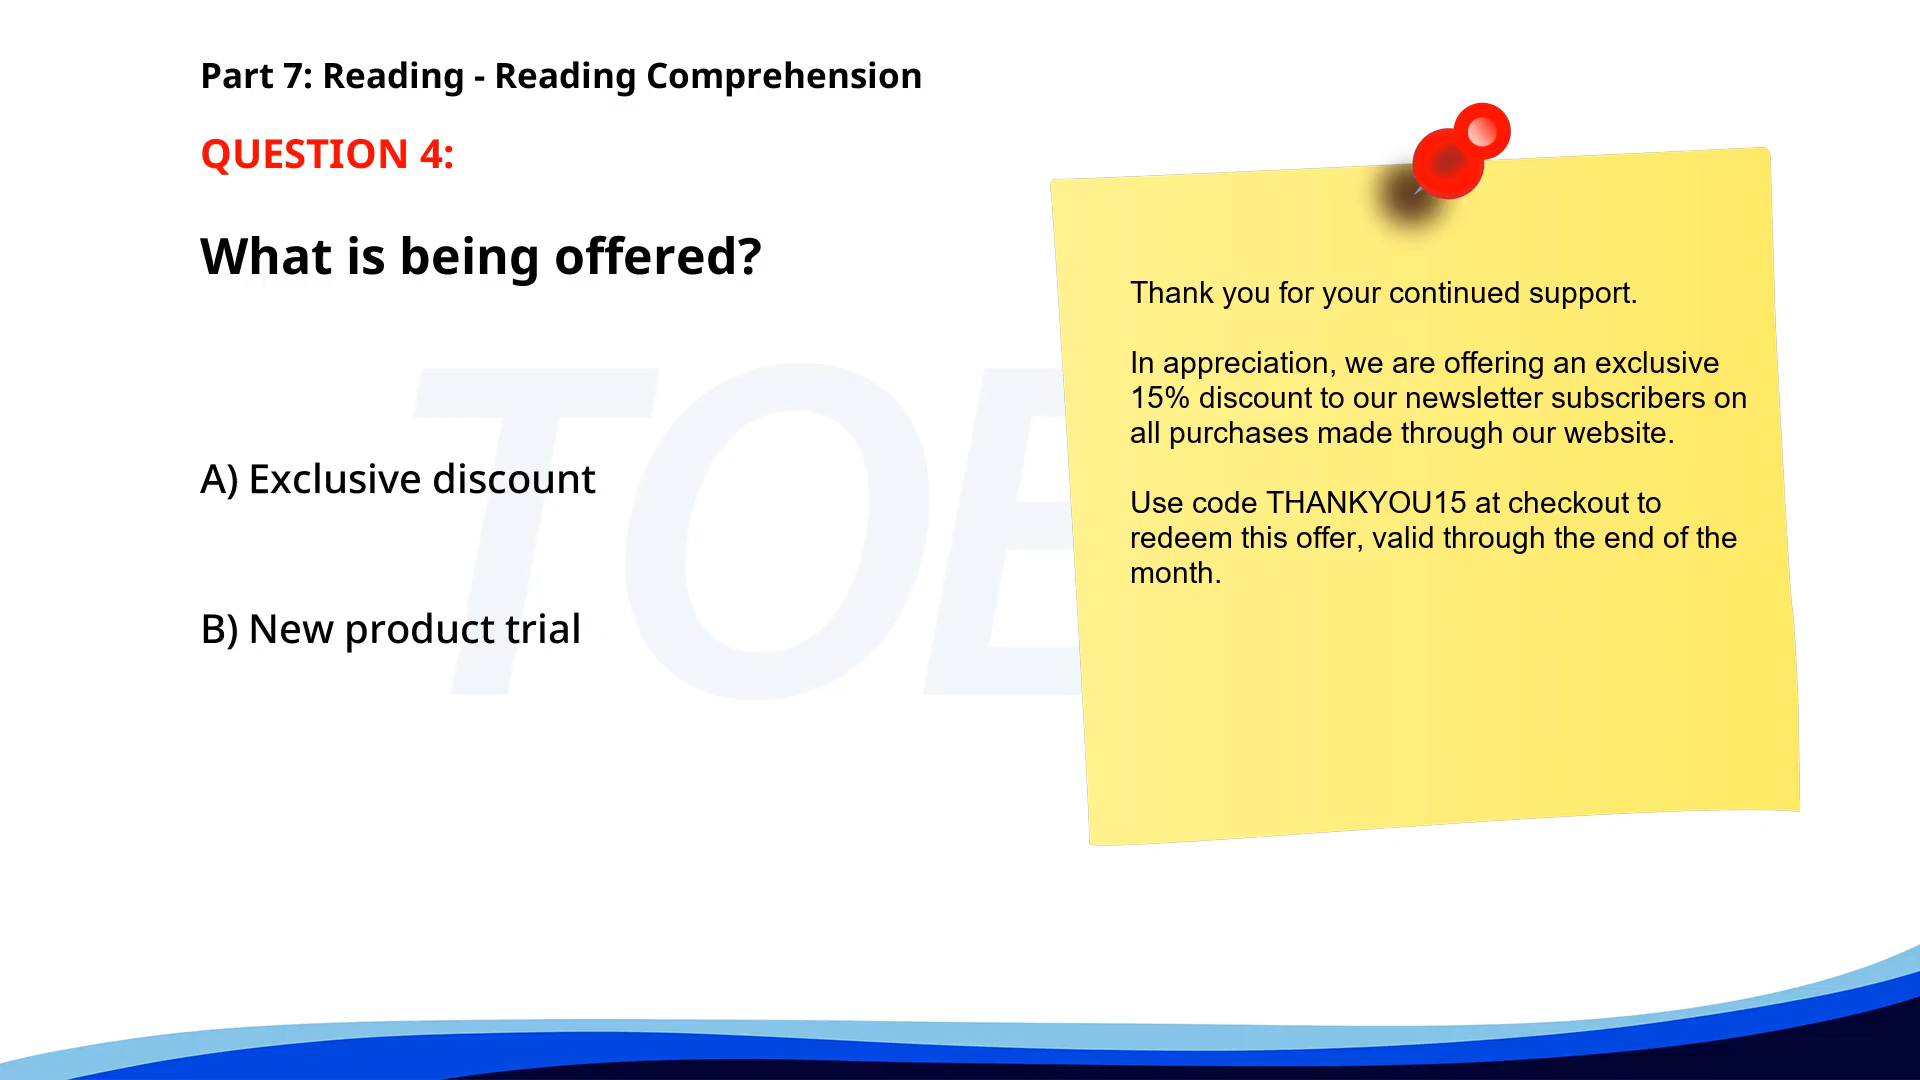 Part 7: Reading - Reading Comprehension
QUESTION 4:
What is being offered?
A) Exclusive discount
B) New product trial
Thank you for your continued support.
In appreciation, we are offering an exclusive
15% discount to our newsletter subscribers on
all purchases made through our website.
Use code THANKYOU15 at checkout to
redeem this offer, valid through the end of the
month.
TOE